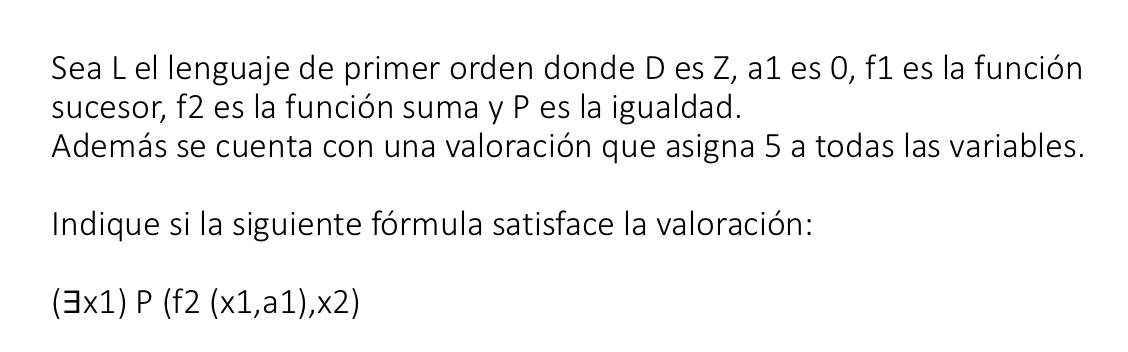 Sea L el lenguaje de primer orden donde D es Z, a1 es 0, f1 es la función
sucesor, f2 es la función suma y P es la igualdad.
Además se cuenta con una valoración que asigna 5 a todas las variables.
Indique si la siguiente fórmula satisface la valoración:
(∃x1) P (f2 (x1,a1),x2)